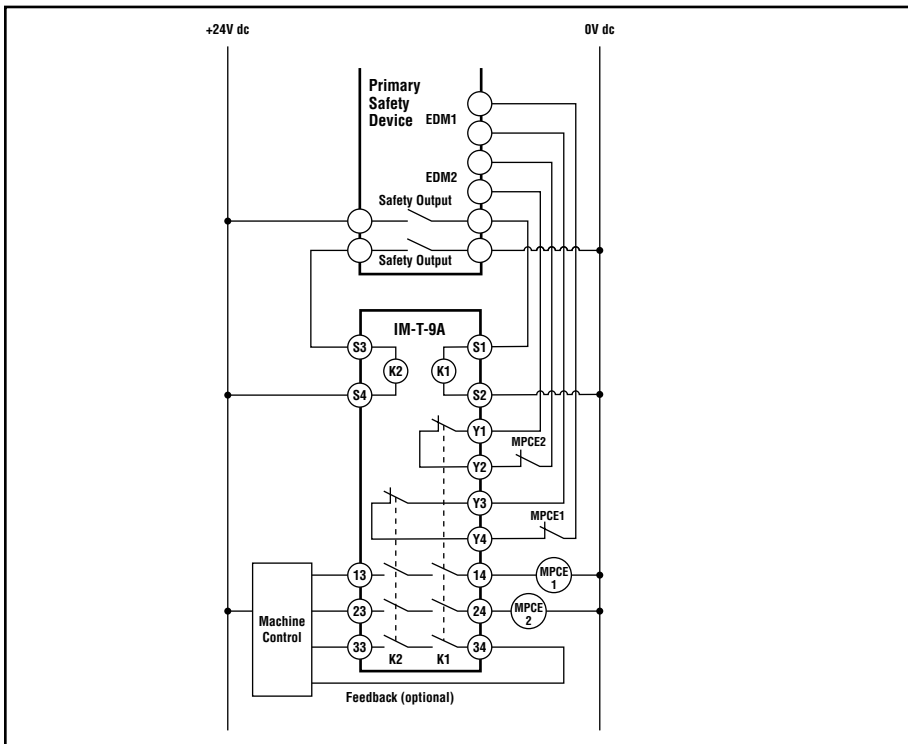 +24V dc
0V dc
Primary
Safety
Device
EDM1
EDM2
Safety Output
Safety Output
IM-T-9A
S3
S1
K2
K1
S4
S2
Y1
MPCE2
Y2
Y3
MPCE1
Y4
Machine
Control
13
14
MPCE
1
23
24
MPCE
2
33
K2
K1
34
Feedback (optional)